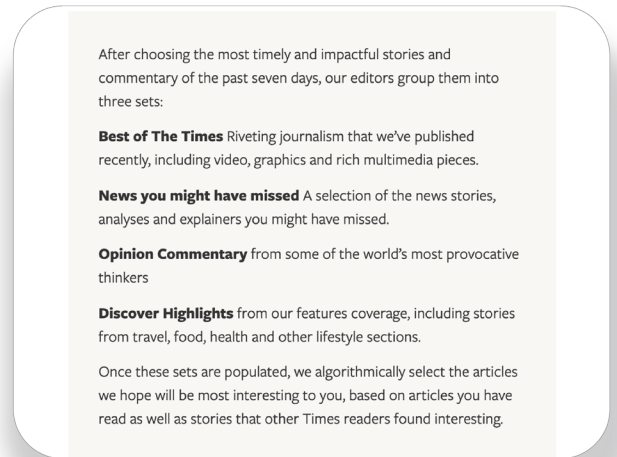 After choosing the most timely and impactful stories and
commentary of the past seven days, our editors group them into
three sets:
Best of The Times Riveting journalism that we've published
recently, including video, graphics and rich multimedia pieces.
News you might have missed A selection of the news stories,
analyses and explainers you might have missed.
Opinion Commentary from some of the world's most provocative
thinkers
Discover Highlights from our features coverage, including stories
from travel, food, health and other lifestyle sections.
Once these sets are populated, we algorithmically select the articles
we hope will be most interesting to you, based on articles you have
read as well as stories that other Times readers found interesting.